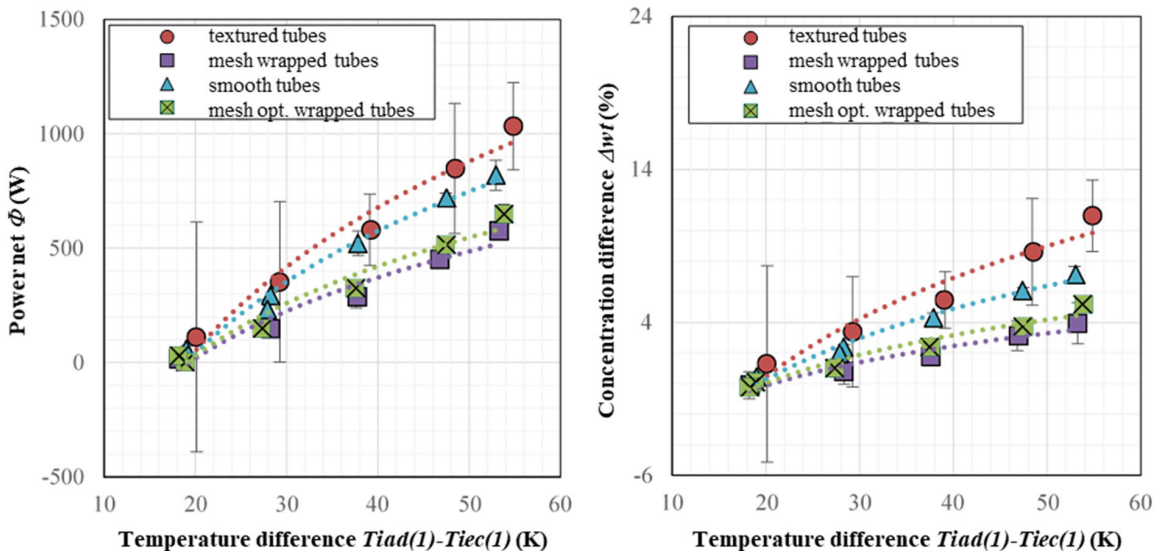 1500
1000
500
0
-500
10 20 30 40 50 60
Power net Φ (W)
Temperature difference Tiad(1)-Tiec(1) (K)
textured tubes
mesh wrapped tubes
smooth tubes
mesh opt. wrapped tubes
24
14
4
-6
10 20 30 40 50 60
Concentration difference Δwt (%)
Temperature difference Tiad(1)-Tiec(1) (K)
textured tubes
mesh wrapped tubes
smooth tubes
mesh opt. wrapped tubes